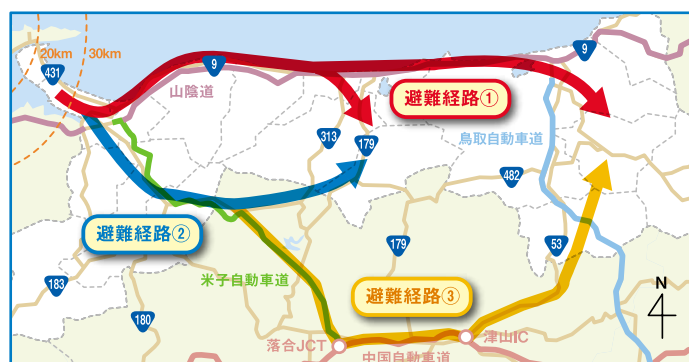 20km
30km
431
9
9
山陰道
避難経路①
鳥取自動車道
313
179
482
避難経路②
179
53
米子自動車道
避難経路③
183
180
N
落合JCT
津山IC
中国自動車道